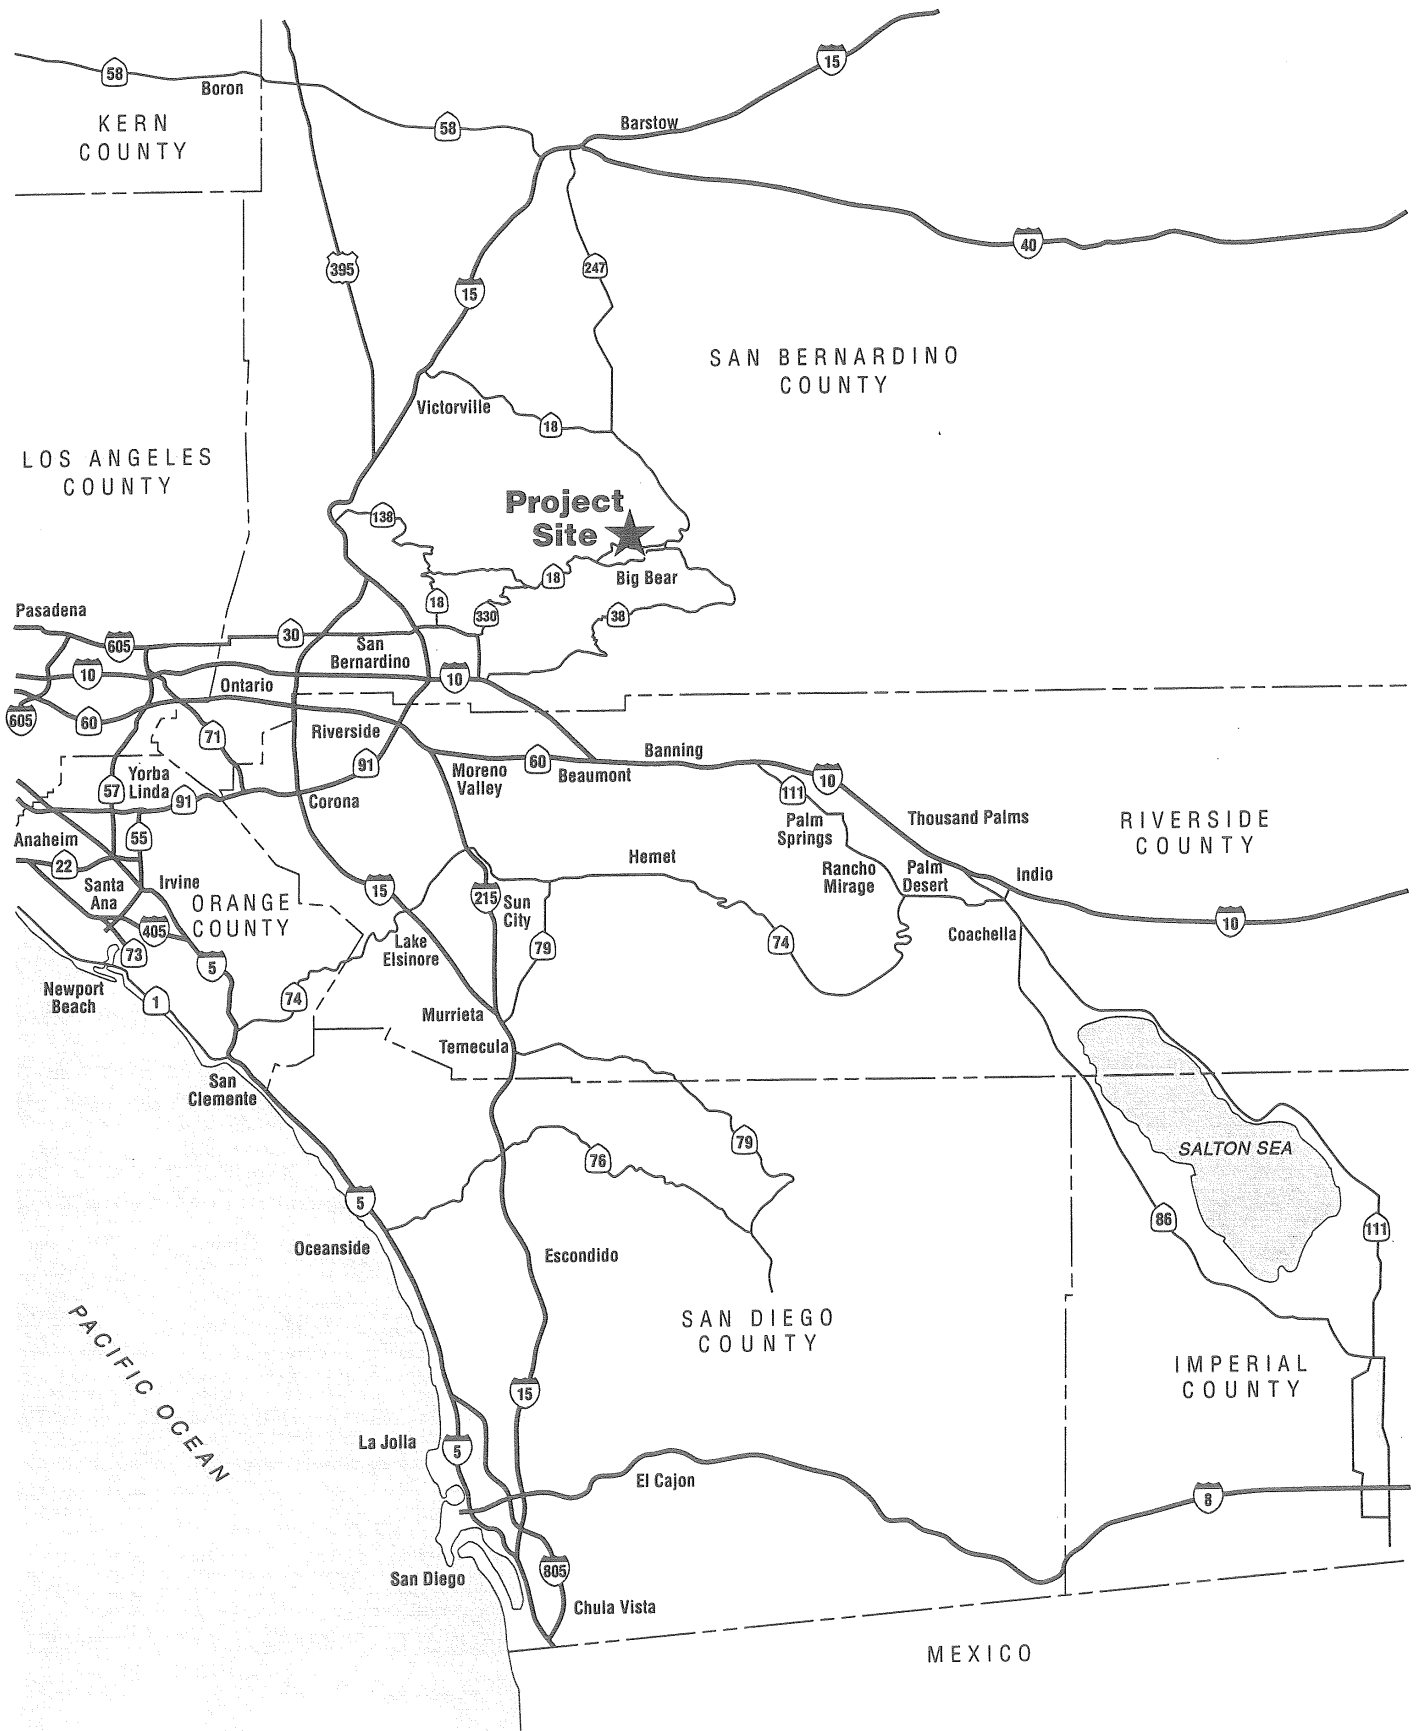 15
58
Boron
58
Barstow
KERN
COUNTY
395
247
40
15
SAN BERNARDINO
COUNTY
Victorville
18
LOS ANGELES
COUNTY
Project
Site
138
18
Big Bear
18
330
38
Pasadena
605
30
San
Bernardino
10
10
Ontario
605
60
71
Riverside
91
60
Banning
Moreno
Valley
Beaumont
10
111
Yorba
Linda
57
91
Corona
Palm
Springs
Thousand Palms
RIVERSIDE
COUNTY
Anaheim
55
22
Hemet
Rancho
Mirage
Palm
Desert
Indio
Santa
Ana
Irvine
ORANGE
COUNTY
15
215
Sun
City
10
405
73
5
Lake
Elsinore
79
74
Coachella
Newport
Beach
1
74
Murrieta
Temecula
San
Clemente
79
76
SALTON SEA
5
86
111
Oceanside
Escondido
PACIFIC OCEAN
SAN DIEGO
COUNTY
IMPERIAL
COUNTY
15
La Jolla
5
El Cajon
8
San Diego
805
Chula Vista
MEXICO